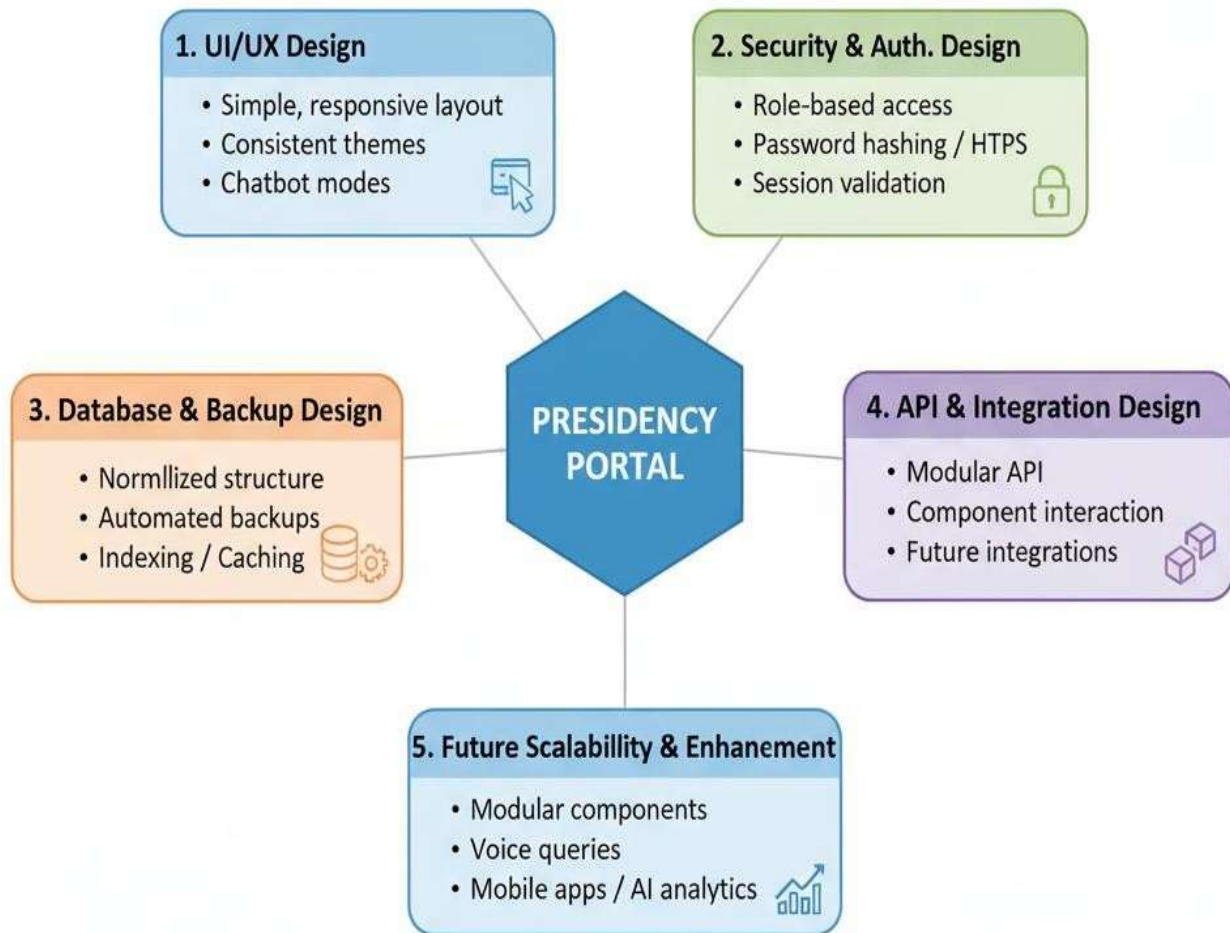 1. UI/UX Design
• Simple, responsive layout
• Consistent themes
• Chatbot modes
2. Security & Auth. Design
• Role-based access
• Password hashing / HTPS
• Session validation
PRESIDENCY
PORTAL
3. Database & Backup Design
• Normllized structure
• Automated backups
• Indexing / Caching
4. API & Integration Design
• Modular API
• Component interaction
• Future integrations
5. Future Scalabillity & Enhanement
• Modular components
• Voice queries
• Mobile apps / AI analytics